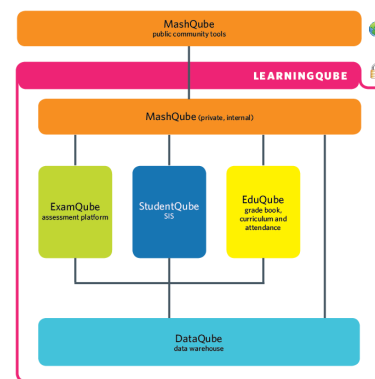 MashQube
public community tools
LEARNINGQUBE
MashQube (private, internal)
ExamQube
assessment platform
StudentQube
SIS
EduQube
grade book,
curriculum and
attendance
DataQube
data warehouse